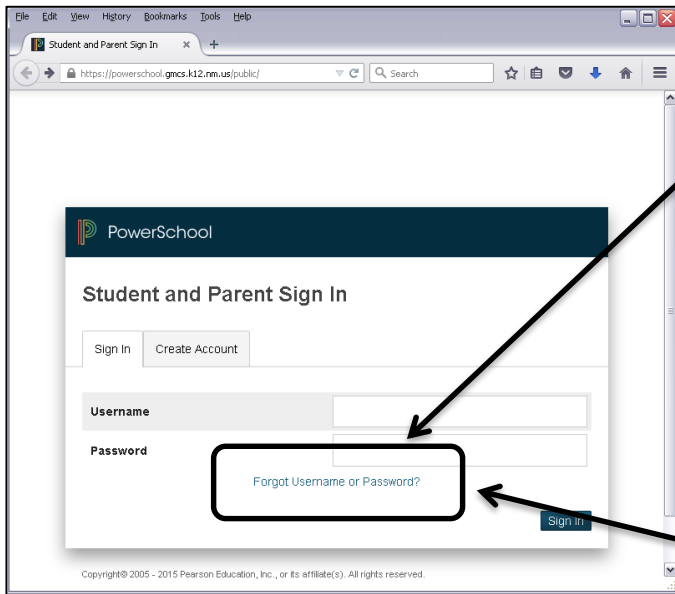 File Edit View History Bookmarks Tools Help
Student and Parent Sign In × +
https://powerschool.gmcs.k12.nm.us/public/ Search
PowerSchool
Student and Parent Sign In
Sign In Create Account
Username
Password
Forgot Username or Password?
Sign In
Copyright© 2005 - 2015 Pearson Education, Inc., or its affiliate(s). All rights reserved.